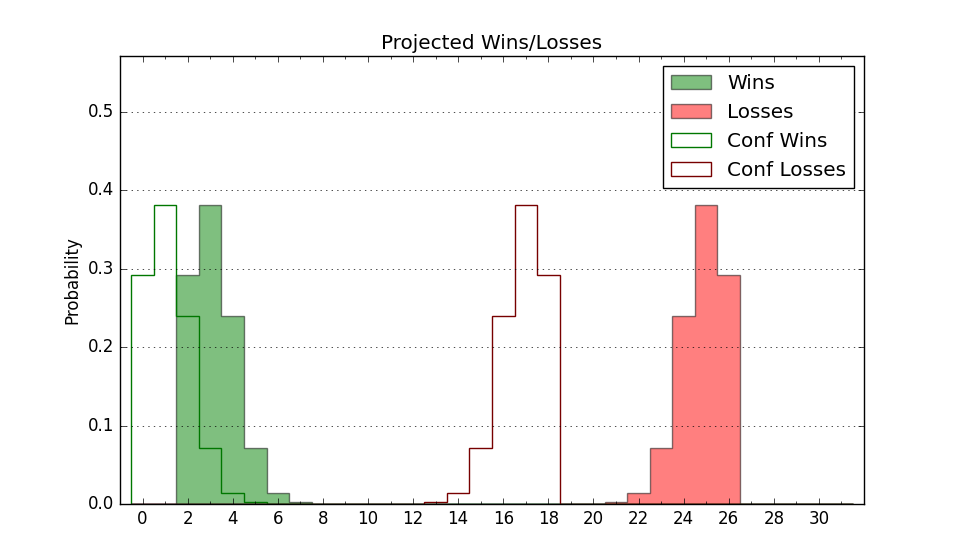 Projected Wins/Losses
Wins
Losses
Conf Wins
Conf Losses
Probability
0.5
0.4
0.3
0.2
0.1
0.0
0 2 4 6 8 10 12 14 16 18 20 22 24 26 28 30